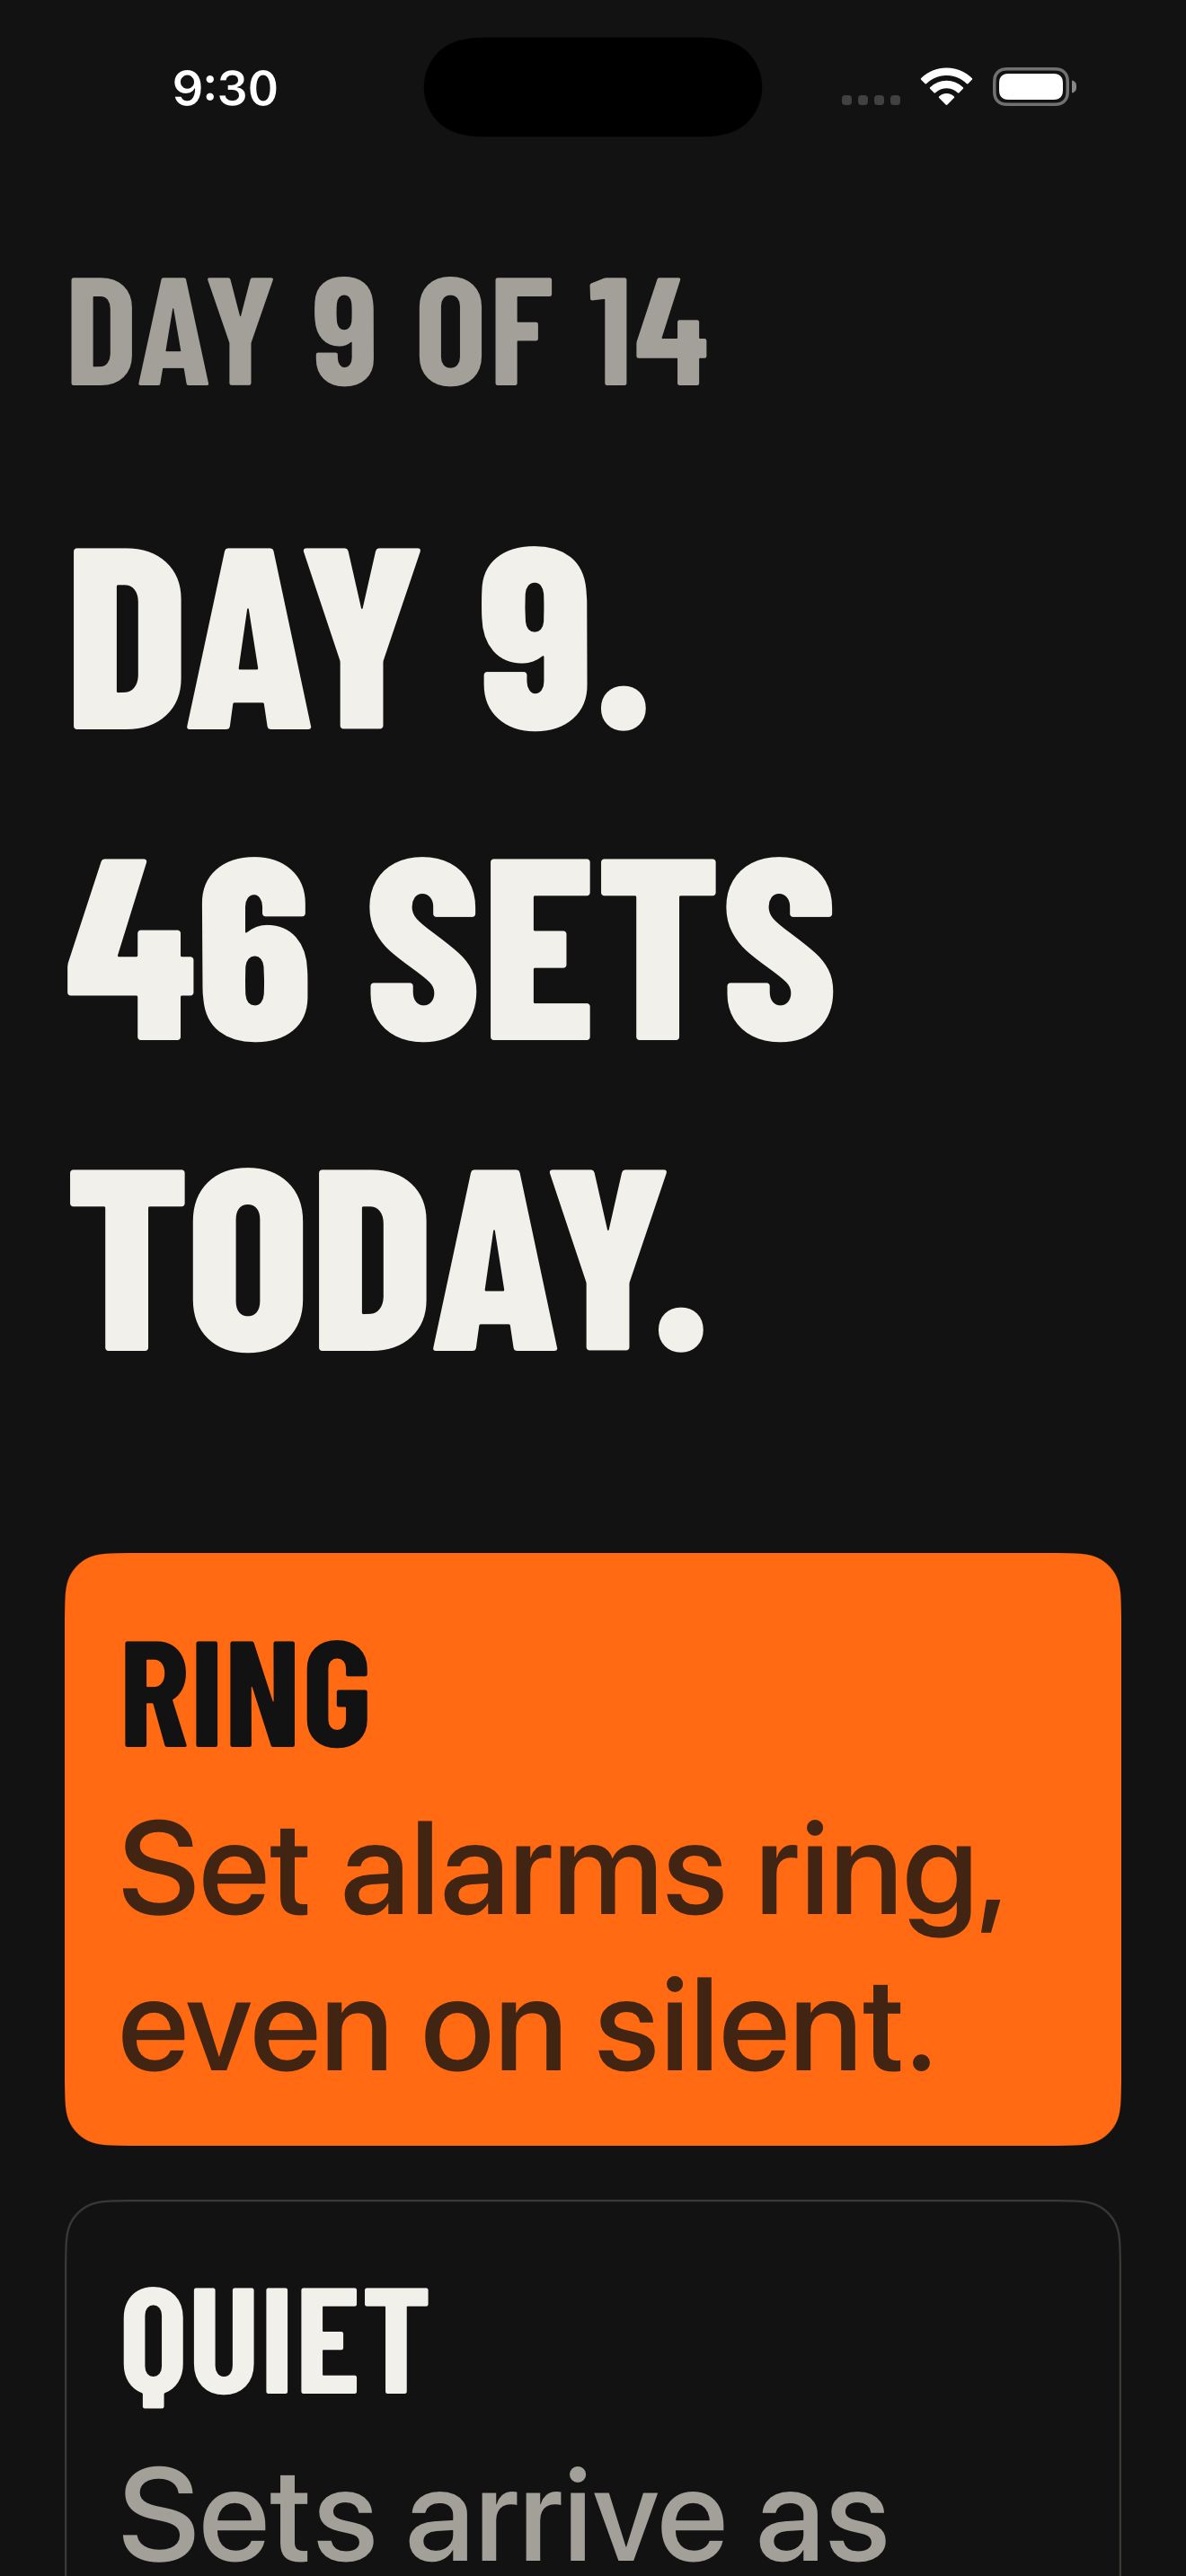 9:30
DAY 9 OF 14
DAY 9.
46 SETS
TODAY.
RING
Set alarms ring,
even on silent.
QUIET
Sets arrive as